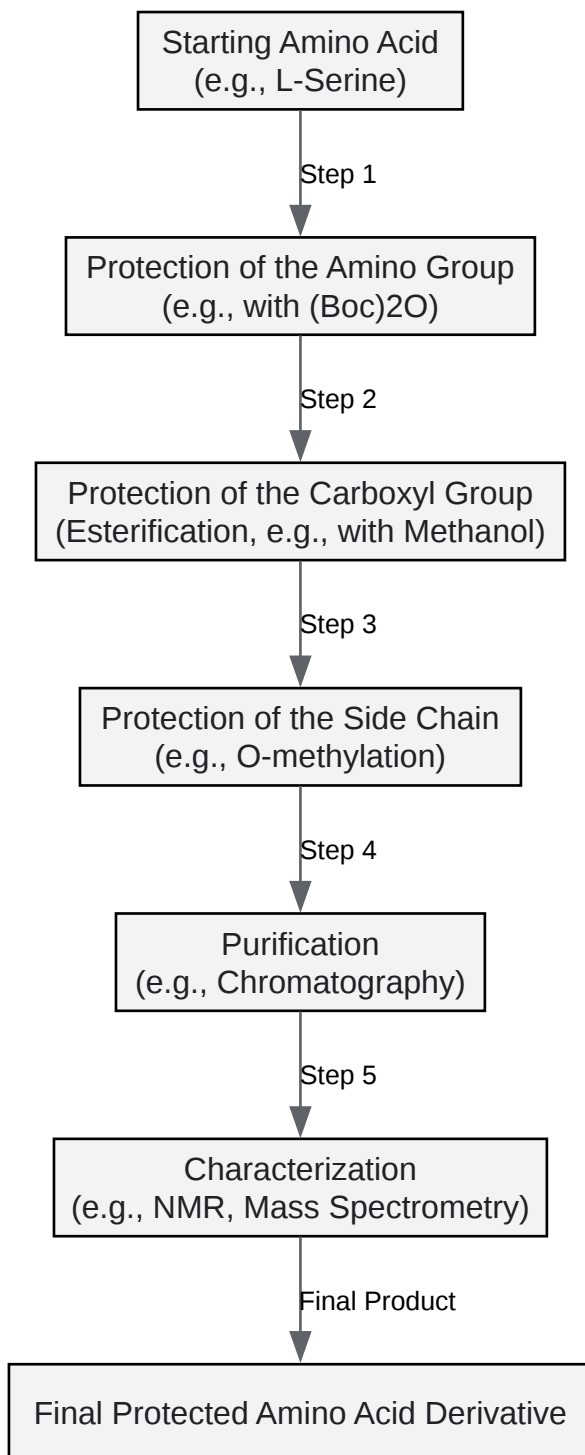 Starting Amino Acid
(e.g., L-Serine)
Step 1
Protection of the Amino Group
(e.g., with (Boc)2O)
Step 2
Protection of the Carboxyl Group
(Esterification, e.g., with Methanol)
Step 3
Protection of the Side Chain
(e.g., O-methylation)
Step 4
Purification
(e.g., Chromatography)
Step 5
Characterization
(e.g., NMR, Mass Spectrometry)
Final Product
Final Protected Amino Acid Derivative